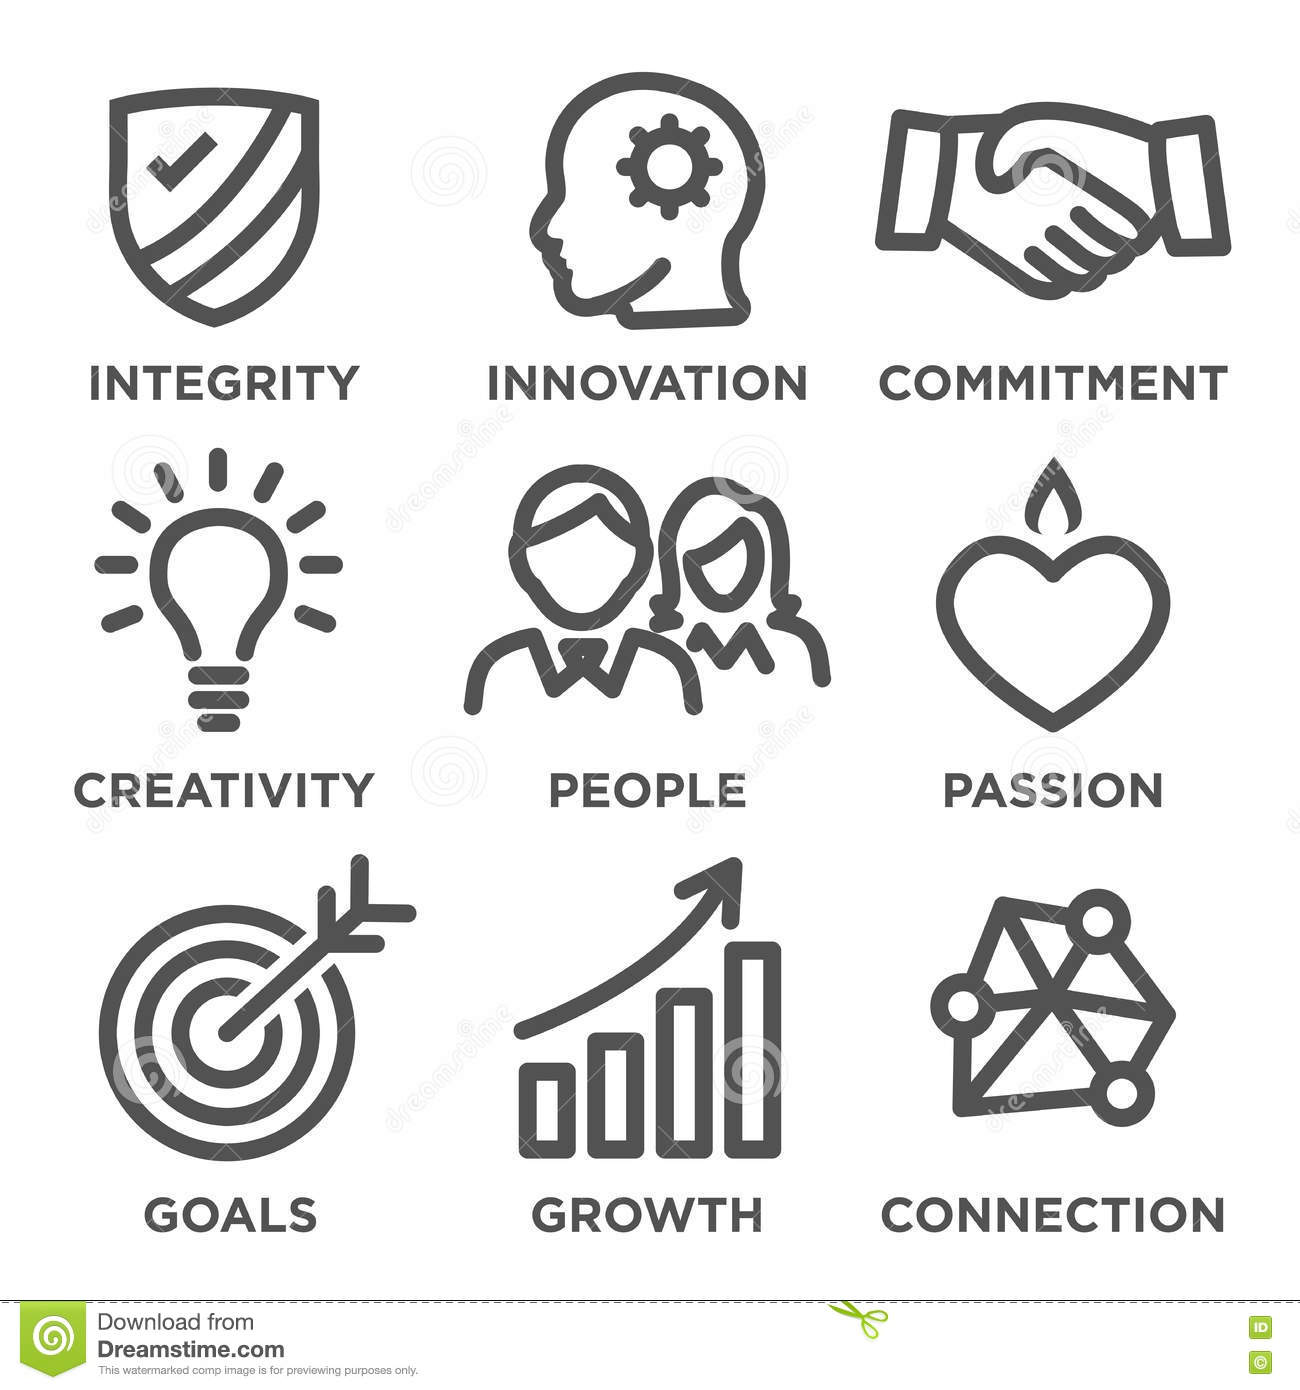 INTEGRITY INNOVATION COMMITMENT
CREATIVITY PEOPLE PASSION
GOALS GROWTH CONNECTION
Download from
Dreamstime.com
This watermarked comp image is for previewing purposes only.
ID
©
dreamstime